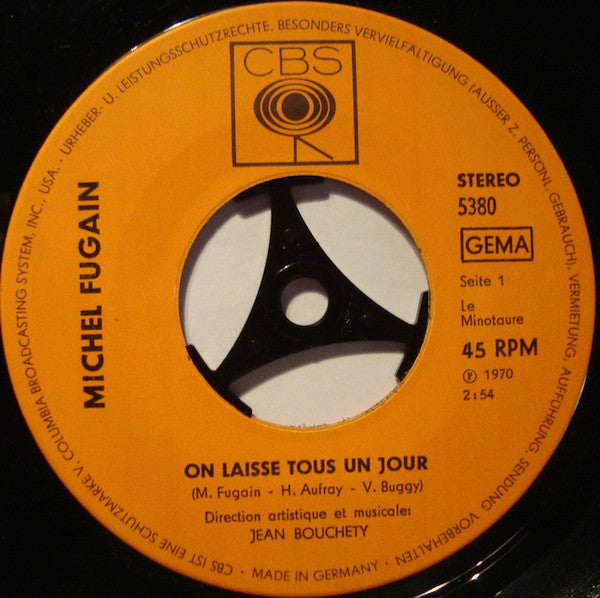 CBS
STEREO
5380
GEMA
Seite 1
Le
Minotaure
45 RPM
℗ 1970
2:54
MICHEL FUGAIN
ON LAISSE TOUS UN JOUR
(M. Fugain - H. Aufray - V. Buggy)
Direction artistique et musicale:
JEAN BOUCHETY
CBS IST EINE SCHUTZMARKE V. COLUMBIA BROADCASTING SYSTEM, INC., USA. · URHEBER- U. LEISTUNGSSCHUTZRECHTE, BESONDERS VERVIELFÄLTIGUNG (AUSSER Z. PERSÖNL. GEBRAUCH), VERMIETUNG, AUFFÜHRUNG, SENDUNG VORBEHALTEN · MADE IN GERMANY ·